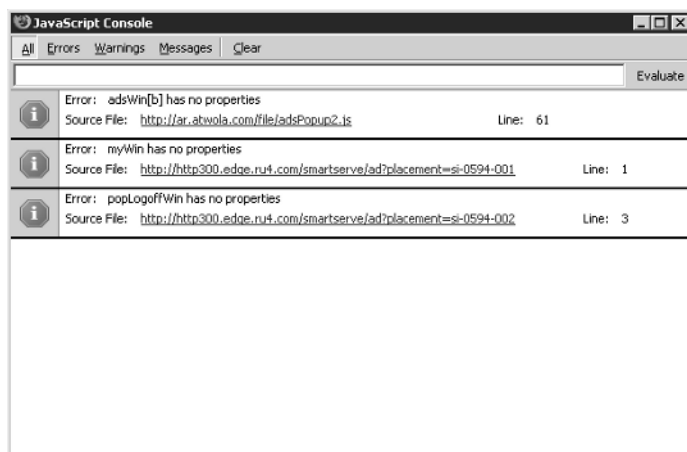 JavaScript Console
All Errors Warnings Messages Clear
Evaluate
Error: adsWin[b] has no properties
Source File: http://ar.atwola.com/file/adsPopup2.js Line: 61
Error: myWin has no properties
Source File: http://http300.edge.ru4.com/smartserve/ad?placement=si-0594-001 Line: 1
Error: popLogoffWin has no properties
Source File: http://http300.edge.ru4.com/smartserve/ad?placement=si-0594-002 Line: 3